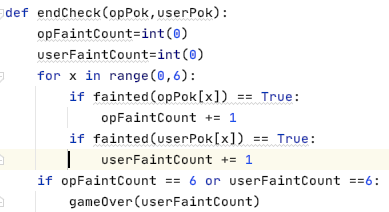 def endCheck(opPok,userPok):
    opFaintCount=int(0)
    userFaintCount=int(0)
    for x in range(0,6):
        if fainted(opPok[x]) == True:
            opFaintCount += 1
        if fainted(userPok[x]) == True:
            userFaintCount += 1
    if opFaintCount == 6 or userFaintCount ==6:
        gameOver(userFaintCount)